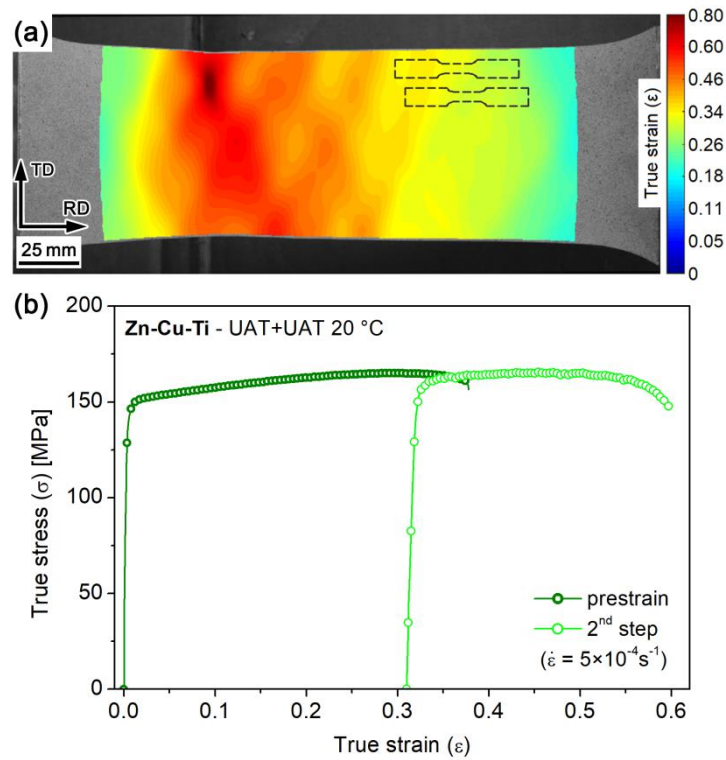 (a)
TD
RD
25 mm
True strain (ε)
0.80
0.60
0.46
0.34
0.26
0.18
0.11
0.05
0
(b)
Zn-Cu-Ti - UAT+UAT 20 °C
True stress (σ) [MPa]
200
150
100
50
0
prestrain
2nd step
(ε̇ = 5×10⁻⁴s⁻¹)
0.0 0.1 0.2 0.3 0.4 0.5 0.6
True strain (ε)